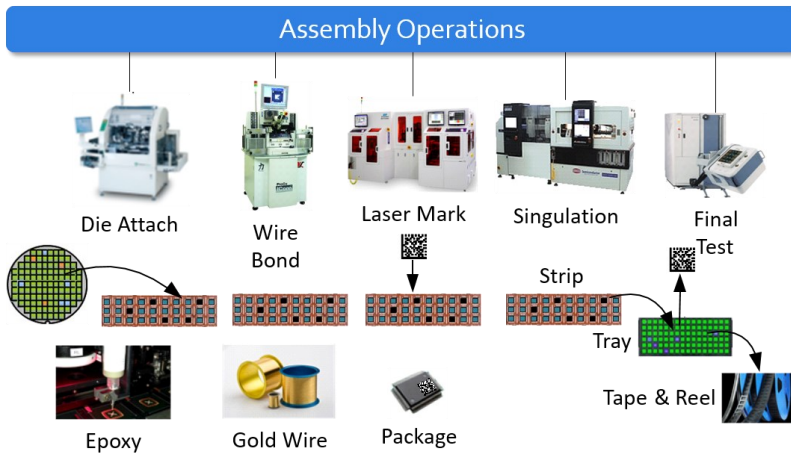 Assembly Operations
Die Attach
Wire
Bond
Laser Mark
Singulation
Final
Test
Strip
Tray
Tape & Reel
Epoxy
Gold Wire
Package